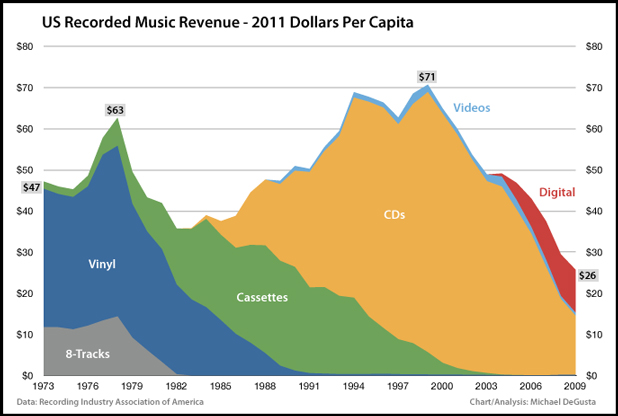 US Recorded Music Revenue - 2011 Dollars Per Capita
$80 $80
$70 $71 $70
Videos
$63
$60 $60
$50 $50
$47
Digital
$40 $40
CDs
$30 $30
Vinyl
$26
Cassettes
$20 $20
$10 $10
8-Tracks
$0 $0
1973 1976 1979 1982 1985 1988 1991 1994 1997 2000 2003 2006 2009
Data: Recording Industry Association of America Chart/Analysis: Michael DeGusta